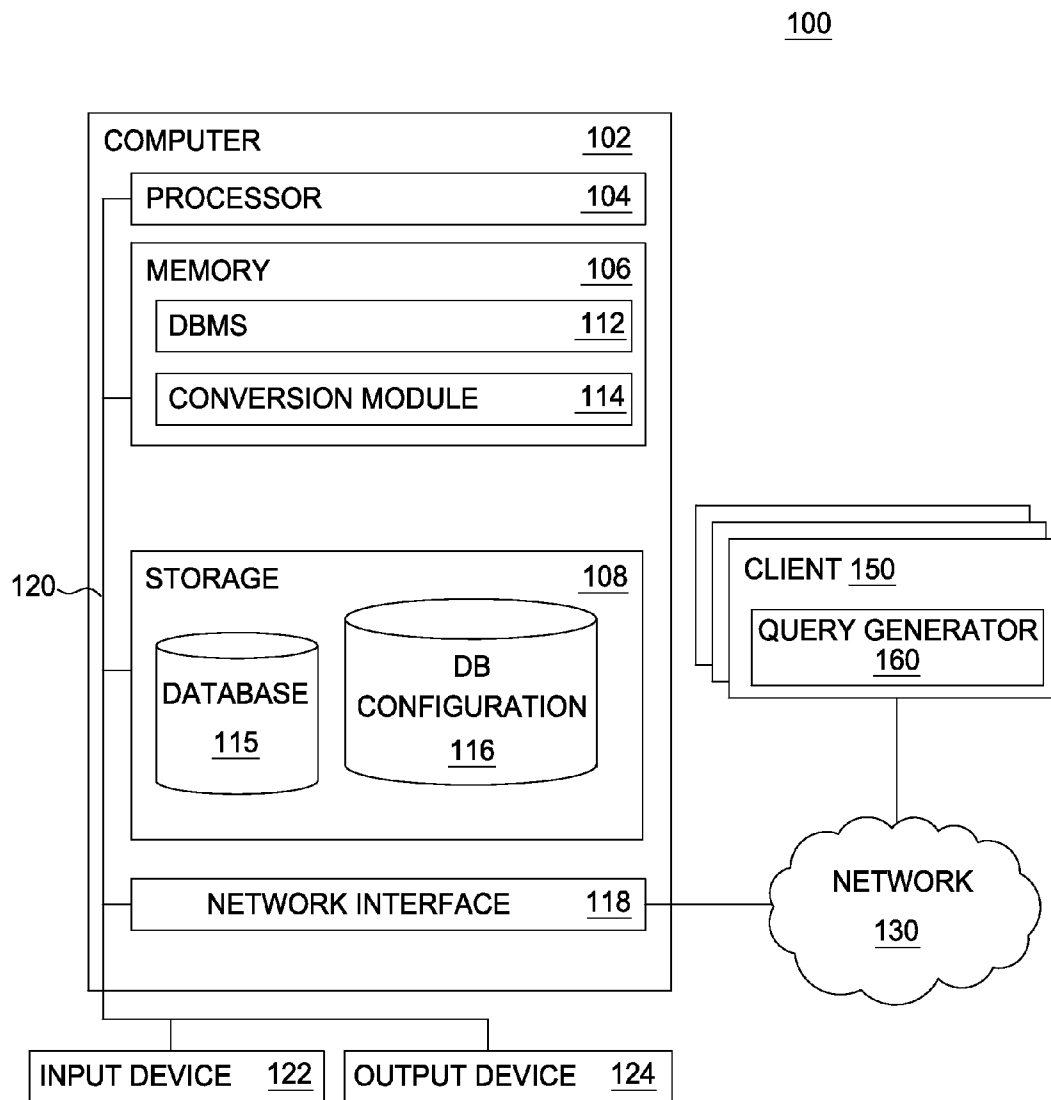 100
COMPUTER 102
PROCESSOR 104
MEMORY 106
DBMS 112
CONVERSION MODULE 114
120
STORAGE 108
DATABASE
115
DB
CONFIGURATION
116
NETWORK INTERFACE 118
CLIENT 150
QUERY GENERATOR
160
NETWORK
130
INPUT DEVICE 122
OUTPUT DEVICE 124